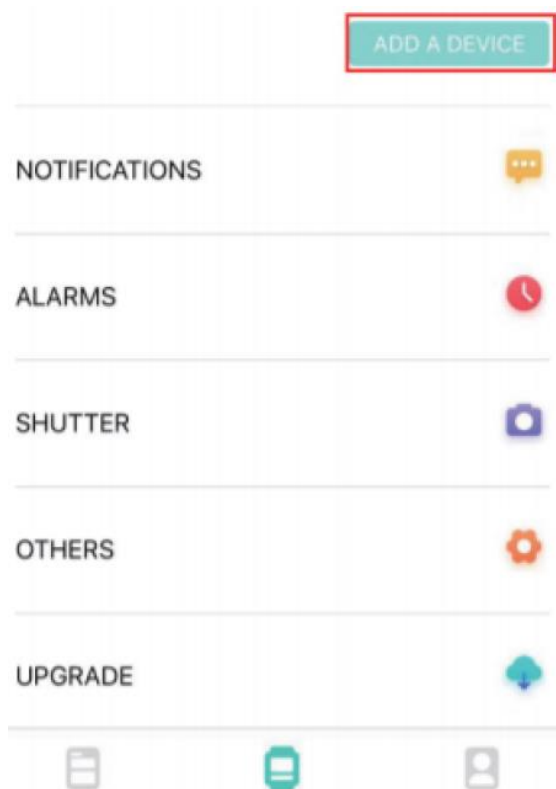 ADD A DEVICE
NOTIFICATIONS
ALARMS
SHUTTER
OTHERS
UPGRADE